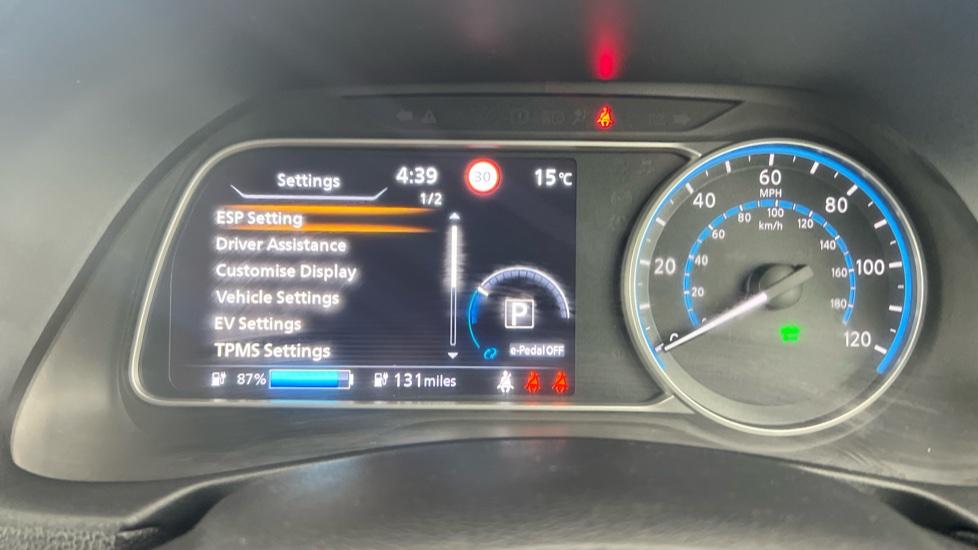 Settings 4:39 30 15°C
1/2
ESP Setting
Driver Assistance
Customise Display
Vehicle Settings
EV Settings
TPMS Settings
P
e-Pedal OFF
87% 131 miles
0 20 40 60 80 100 120
MPH
20 40 60 80 100 120 140 160 180
km/h